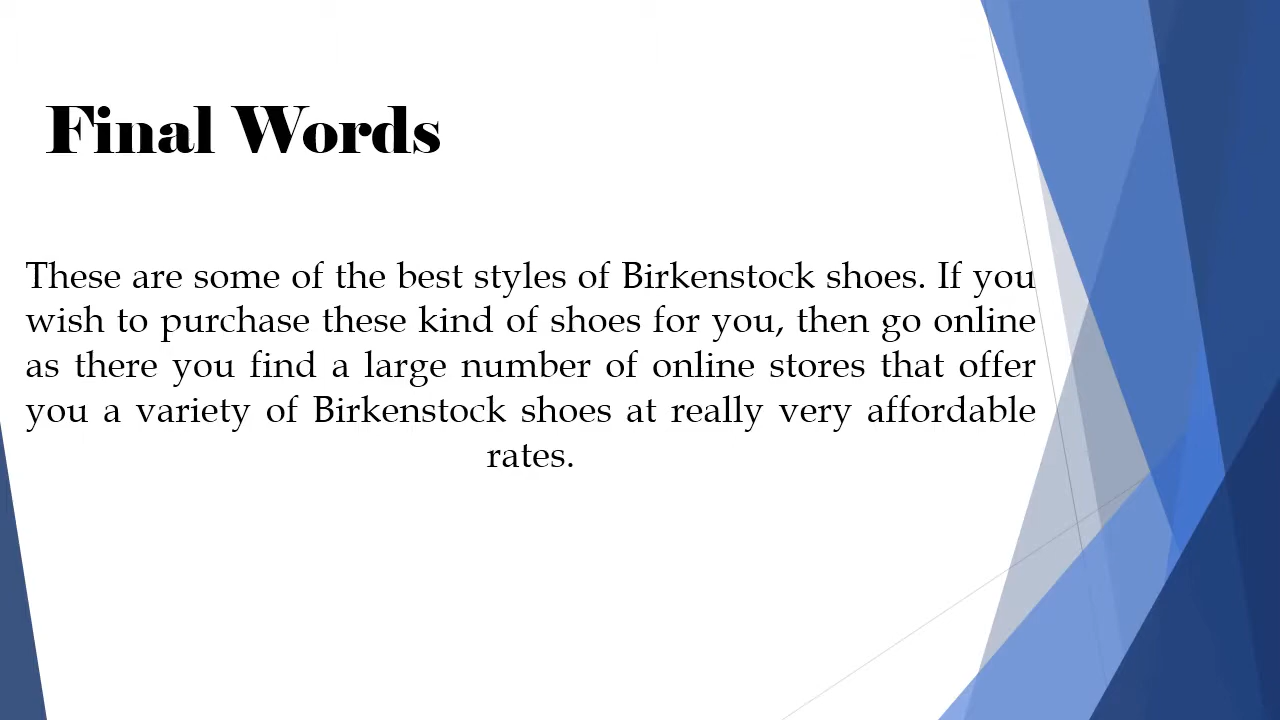 Final Words
These are some of the best styles of Birkenstock shoes. If you
wish to purchase these kind of shoes for you, then go online
as there you find a large number of online stores that offer
you a variety of Birkenstock shoes at really very affordable
rates.